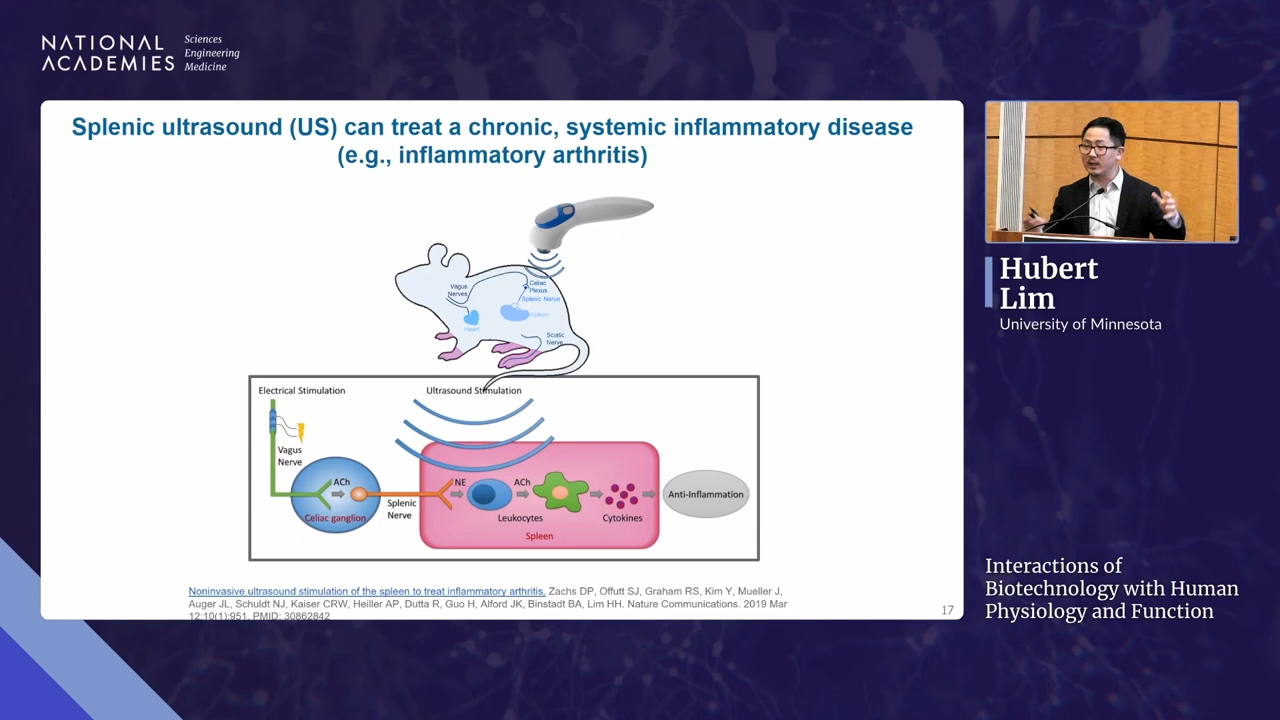 NATIONAL
ACADEMIES
Sciences
Engineering
Medicine
Splenic ultrasound (US) can treat a chronic, systemic inflammatory disease
(e.g., inflammatory arthritis)
Vagus
Nerves
Celiac
Plexus
Splenic Nerve
Spleen
Heart
Sciatic
Nerve
Electrical Stimulation
Ultrasound Stimulation
Vagus
Nerve
ACh
Celiac ganglion
Splenic
Nerve
NE
ACh
Leukocytes
Cytokines
Spleen
Anti-Inflammation
Noninvasive ultrasound stimulation of the spleen to treat inflammatory arthritis. Zachs DP, Offutt SJ, Graham RS, Kim Y, Mueller J,
Auger JL, Schuldt NJ, Kaiser CRW, Heiller AP, Dutta R, Guo H, Alford JK, Binstadt BA, Lim HH. Nature Communications. 2019 Mar
12;10(1):951. PMID: 30862842
17
Hubert
Lim
University of Minnesota
Interactions of
Biotechnology with Human
Physiology and Function